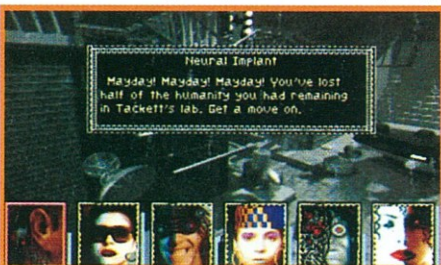 Neural Implant
Mayday! Mayday! Mayday! You've lost
half of the humanity you had remaining
in Tackett's lab. Get a move on.